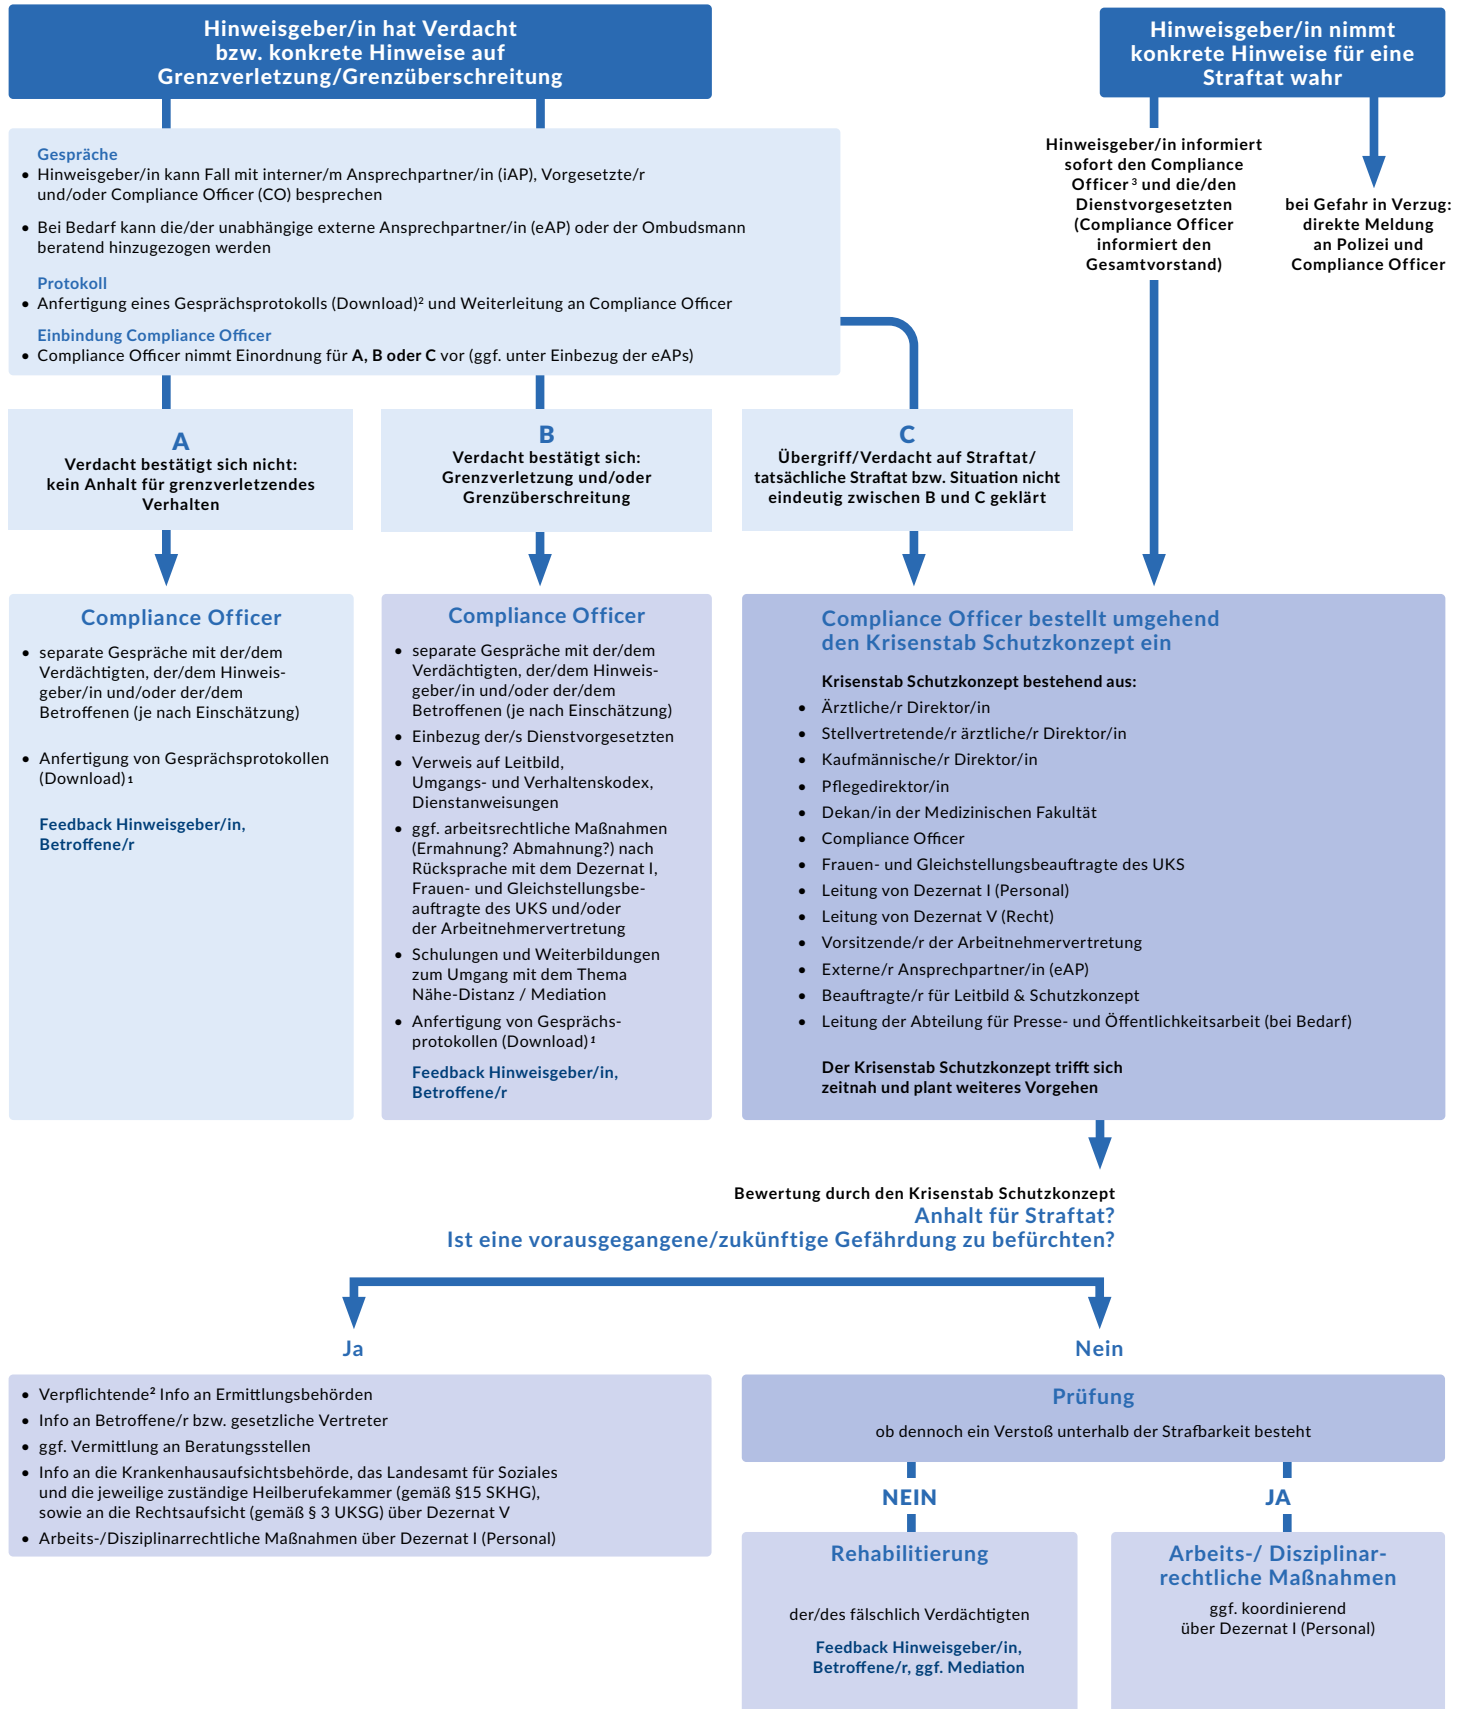 Hinweisgeber/in hat Verdacht
bzw. konkrete Hinweise auf
Grenzverletzung/Grenzüberschreitung
Hinweisgeber/in nimmt
konkrete Hinweise für eine
Straftat wahr
Gespräche
• Hinweisgeber/in kann Fall mit interner/m Ansprechpartner/in (iAP), Vorgesetzte/r
und/oder Compliance Officer (CO) besprechen
• Bei Bedarf kann die/der unabhängige externe Ansprechpartner/in (eAP) oder der Ombudsmann
beratend hinzugezogen werden
Protokoll
• Anfertigung eines Gesprächsprotokolls (Download)² und Weiterleitung an Compliance Officer
Einbindung Compliance Officer
• Compliance Officer nimmt Einordnung für A, B oder C vor (ggf. unter Einbezug der eAPs)
Hinweisgeber/in informiert
sofort den Compliance
Officer³ und die/den
Dienstvorgesetzten
(Compliance Officer
informiert den
Gesamtvorstand)
bei Gefahr in Verzug:
direkte Meldung
an Polizei und
Compliance Officer
A
Verdacht bestätigt sich nicht:
kein Anhalt für grenzverletzendes
Verhalten
B
Verdacht bestätigt sich:
Grenzverletzung und/oder
Grenzüberschreitung
C
Übergriff/Verdacht auf Straftat/
tatsächliche Straftat bzw. Situation nicht
eindeutig zwischen B und C geklärt
Compliance Officer
• separate Gespräche mit der/dem
Verdächtigten, der/dem Hinweis-
geber/in und/oder der/dem
Betroffenen (je nach Einschätzung)
• Anfertigung von Gesprächsprotokollen
(Download)¹
Feedback Hinweisgeber/in,
Betroffene/r
Compliance Officer
• separate Gespräche mit der/dem
Verdächtigten, der/dem Hinweis-
geber/in und/oder der/dem
Betroffenen (je nach Einschätzung)
• Einbezug der/s Dienstvorgesetzten
• Verweis auf Leitbild,
Umgangs- und Verhaltenskodex,
Dienstanweisungen
• ggf. arbeitsrechtliche Maßnahmen
(Ermahnung? Abmahnung?) nach
Rücksprache mit dem Dezernat I,
Frauen- und Gleichstellungsbe-
auftragte des UKS und/oder
der Arbeitnehmervertretung
• Schulungen und Weiterbildungen
zum Umgang mit dem Thema
Nähe-Distanz / Mediation
• Anfertigung von Gesprächs-
protokollen (Download)¹
Feedback Hinweisgeber/in,
Betroffene/r
Compliance Officer bestellt umgehend
den Krisenstab Schutzkonzept ein
Krisenstab Schutzkonzept bestehend aus:
• Ärztliche/r Direktor/in
• Stellvertretende/r ärztliche/r Direktor/in
• Kaufmännische/r Direktor/in
• Pflegedirektor/in
• Dekan/in der Medizinischen Fakultät
• Compliance Officer
• Frauen- und Gleichstellungsbeauftragte des UKS
• Leitung von Dezernat I (Personal)
• Leitung von Dezernat V (Recht)
• Vorsitzende/r der Arbeitnehmervertretung
• Externe/r Ansprechpartner/in (eAP)
• Beauftragte/r für Leitbild & Schutzkonzept
• Leitung der Abteilung für Presse- und Öffentlichkeitsarbeit (bei Bedarf)
Der Krisenstab Schutzkonzept trifft sich
zeitnah und plant weiteres Vorgehen
Bewertung durch den Krisenstab Schutzkonzept
Anhalt für Straftat?
Ist eine vorausgegangene/zukünftige Gefährdung zu befürchten?
Ja
Nein
• Verpflichtende² Info an Ermittlungsbehörden
• Info an Betroffene/r bzw. gesetzliche Vertreter
• ggf. Vermittlung an Beratungsstellen
• Info an die Krankenhausaufsichtsbehörde, das Landesamt für Soziales
und die jeweilige zuständige Heilberufekammer (gemäß §15 SKHG),
sowie an die Rechtsaufsicht (gemäß § 3 UKSG) über Dezernat V
• Arbeits-/Disziplinarrechtliche Maßnahmen über Dezernat I (Personal)
Prüfung
ob dennoch ein Verstoß unterhalb der Strafbarkeit besteht
NEIN
JA
Rehabilitierung
der/des fälschlich Verdächtigten
Feedback Hinweisgeber/in,
Betroffene/r, ggf. Mediation
Arbeits-/ Disziplinar-
rechtliche Maßnahmen
ggf. koordinierend
über Dezernat I (Personal)